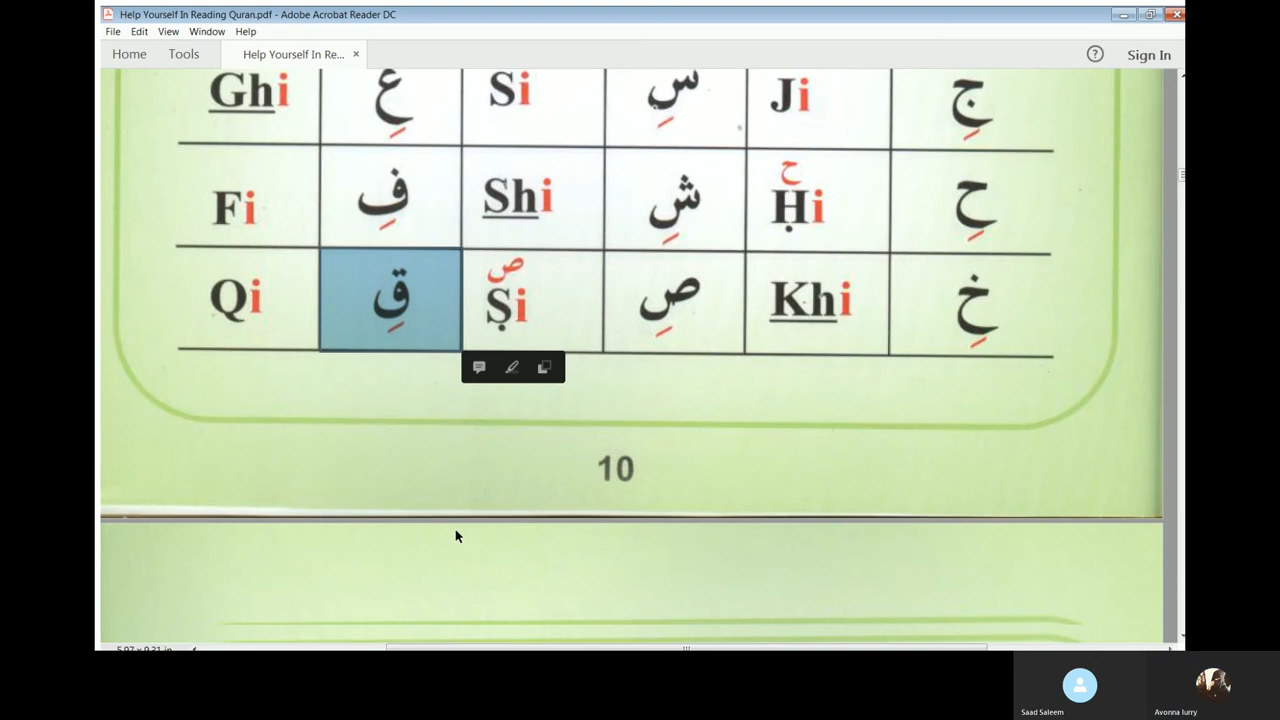 Help Yourself In Reading Quran.pdf - Adobe Acrobat Reader DC
File Edit View Window Help
Home Tools Help Yourself In Re... × ? Sign In
Ghi غِ Si سِ Ji جِ
ح
Fi فِ Shi شِ Ḥi حِ
ص
Qi قِ Ṣi صِ Khi خِ
10
Saad Saleem Avonna lurry